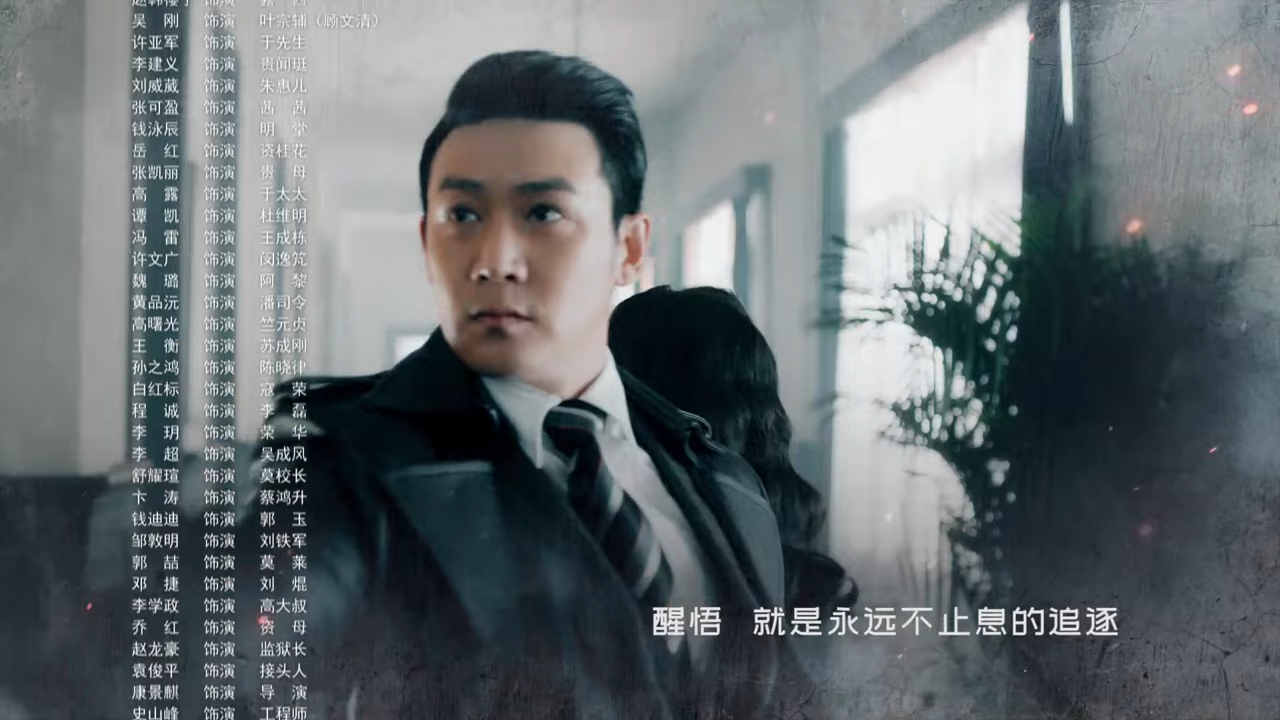 吴 刚 饰演 叶宗辅（顾文清）
许亚军 饰演 于先生
李建义 饰演 贵闻珽
刘威葳 饰演 朱惠儿
张可盈 饰演 茜 茜
钱泳辰 饰演 明 堂
岳 红 饰演 资桂花
张凯丽 饰演 贵 母
高 露 饰演 于太太
谭 凯 饰演 杜维明
冯 雷 饰演 王成栋
许文广 饰演 闵逸筑
魏 璐 饰演 阿 黎
黄品沅 饰演 潘司令
高曙光 饰演 竺元贞
王 衡 饰演 苏成刚
孙之鸿 饰演 陈晓律
白红标 饰演 寇 荣
程 诚 饰演 李 磊
李 玥 饰演 荣 华
李 超 饰演 吴成风
舒耀瑄 饰演 莫校长
卞 涛 饰演 蔡鸿升
钱迪迪 饰演 郭 玉
邹敦明 饰演 刘铁军
郭 喆 饰演 莫 莱
邓 捷 饰演 刘 焜
李学政 饰演 高大叔
乔 红 饰演 资 母
赵龙豪 饰演 监狱长
袁俊平 饰演 接头人
康景麒 饰演 导 演
史山峰 饰演 工程师
醒悟 就是永远不止息的追逐